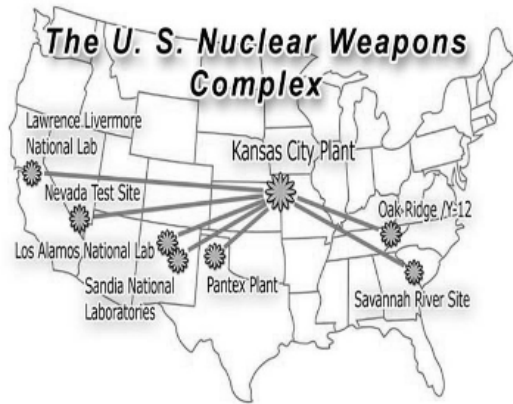 The U. S. Nuclear Weapons
Complex
Lawrence Livermore
National Lab
Kansas City Plant
Nevada Test Site
Oak Ridge /Y-12
Los Alamos National Lab
Sandia National
Laboratories
Pantex Plant
Savannah River Site